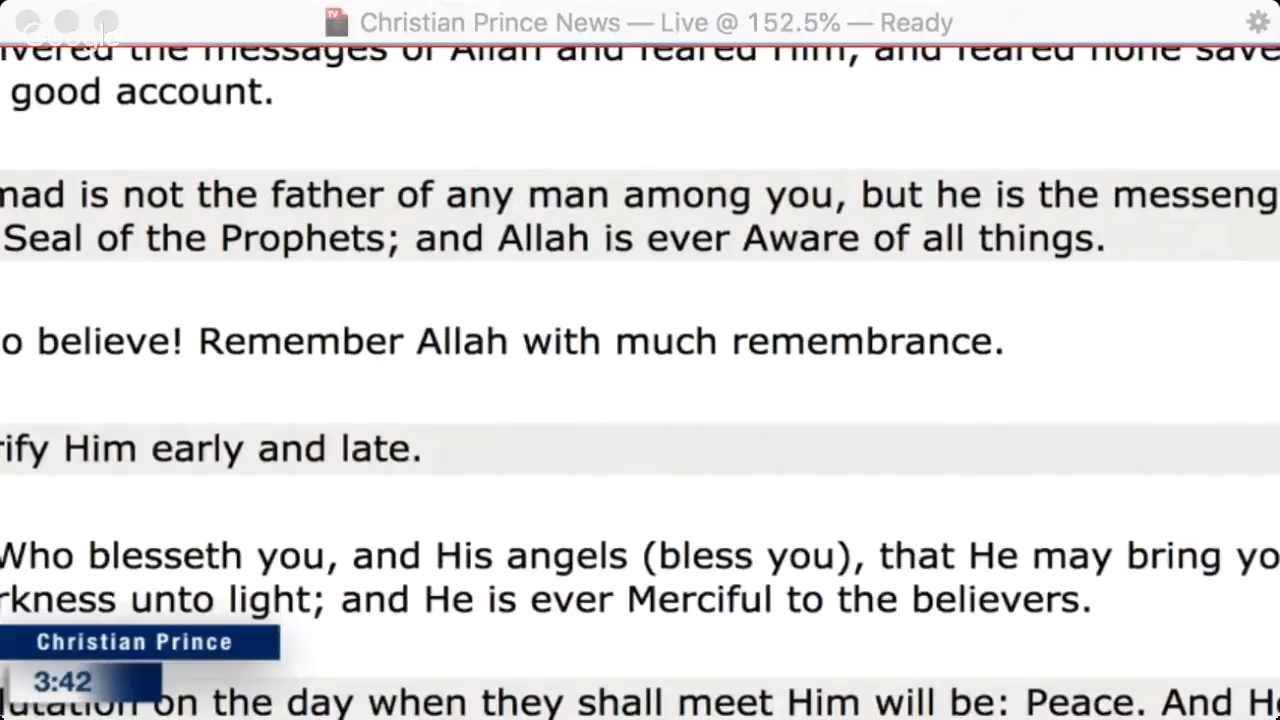 Christian Prince News — Live @ 152.5% — Ready
Google
ivered the messages of Allah and feared Him, and feared none save
good account.
mad is not the father of any man among you, but he is the messeng
Seal of the Prophets; and Allah is ever Aware of all things.
o believe! Remember Allah with much remembrance.
rify Him early and late.
Who blesseth you, and His angels (bless you), that He may bring yo
rkness unto light; and He is ever Merciful to the believers.
Christian Prince
3:42
lutation on the day when they shall meet Him will be: Peace. And H